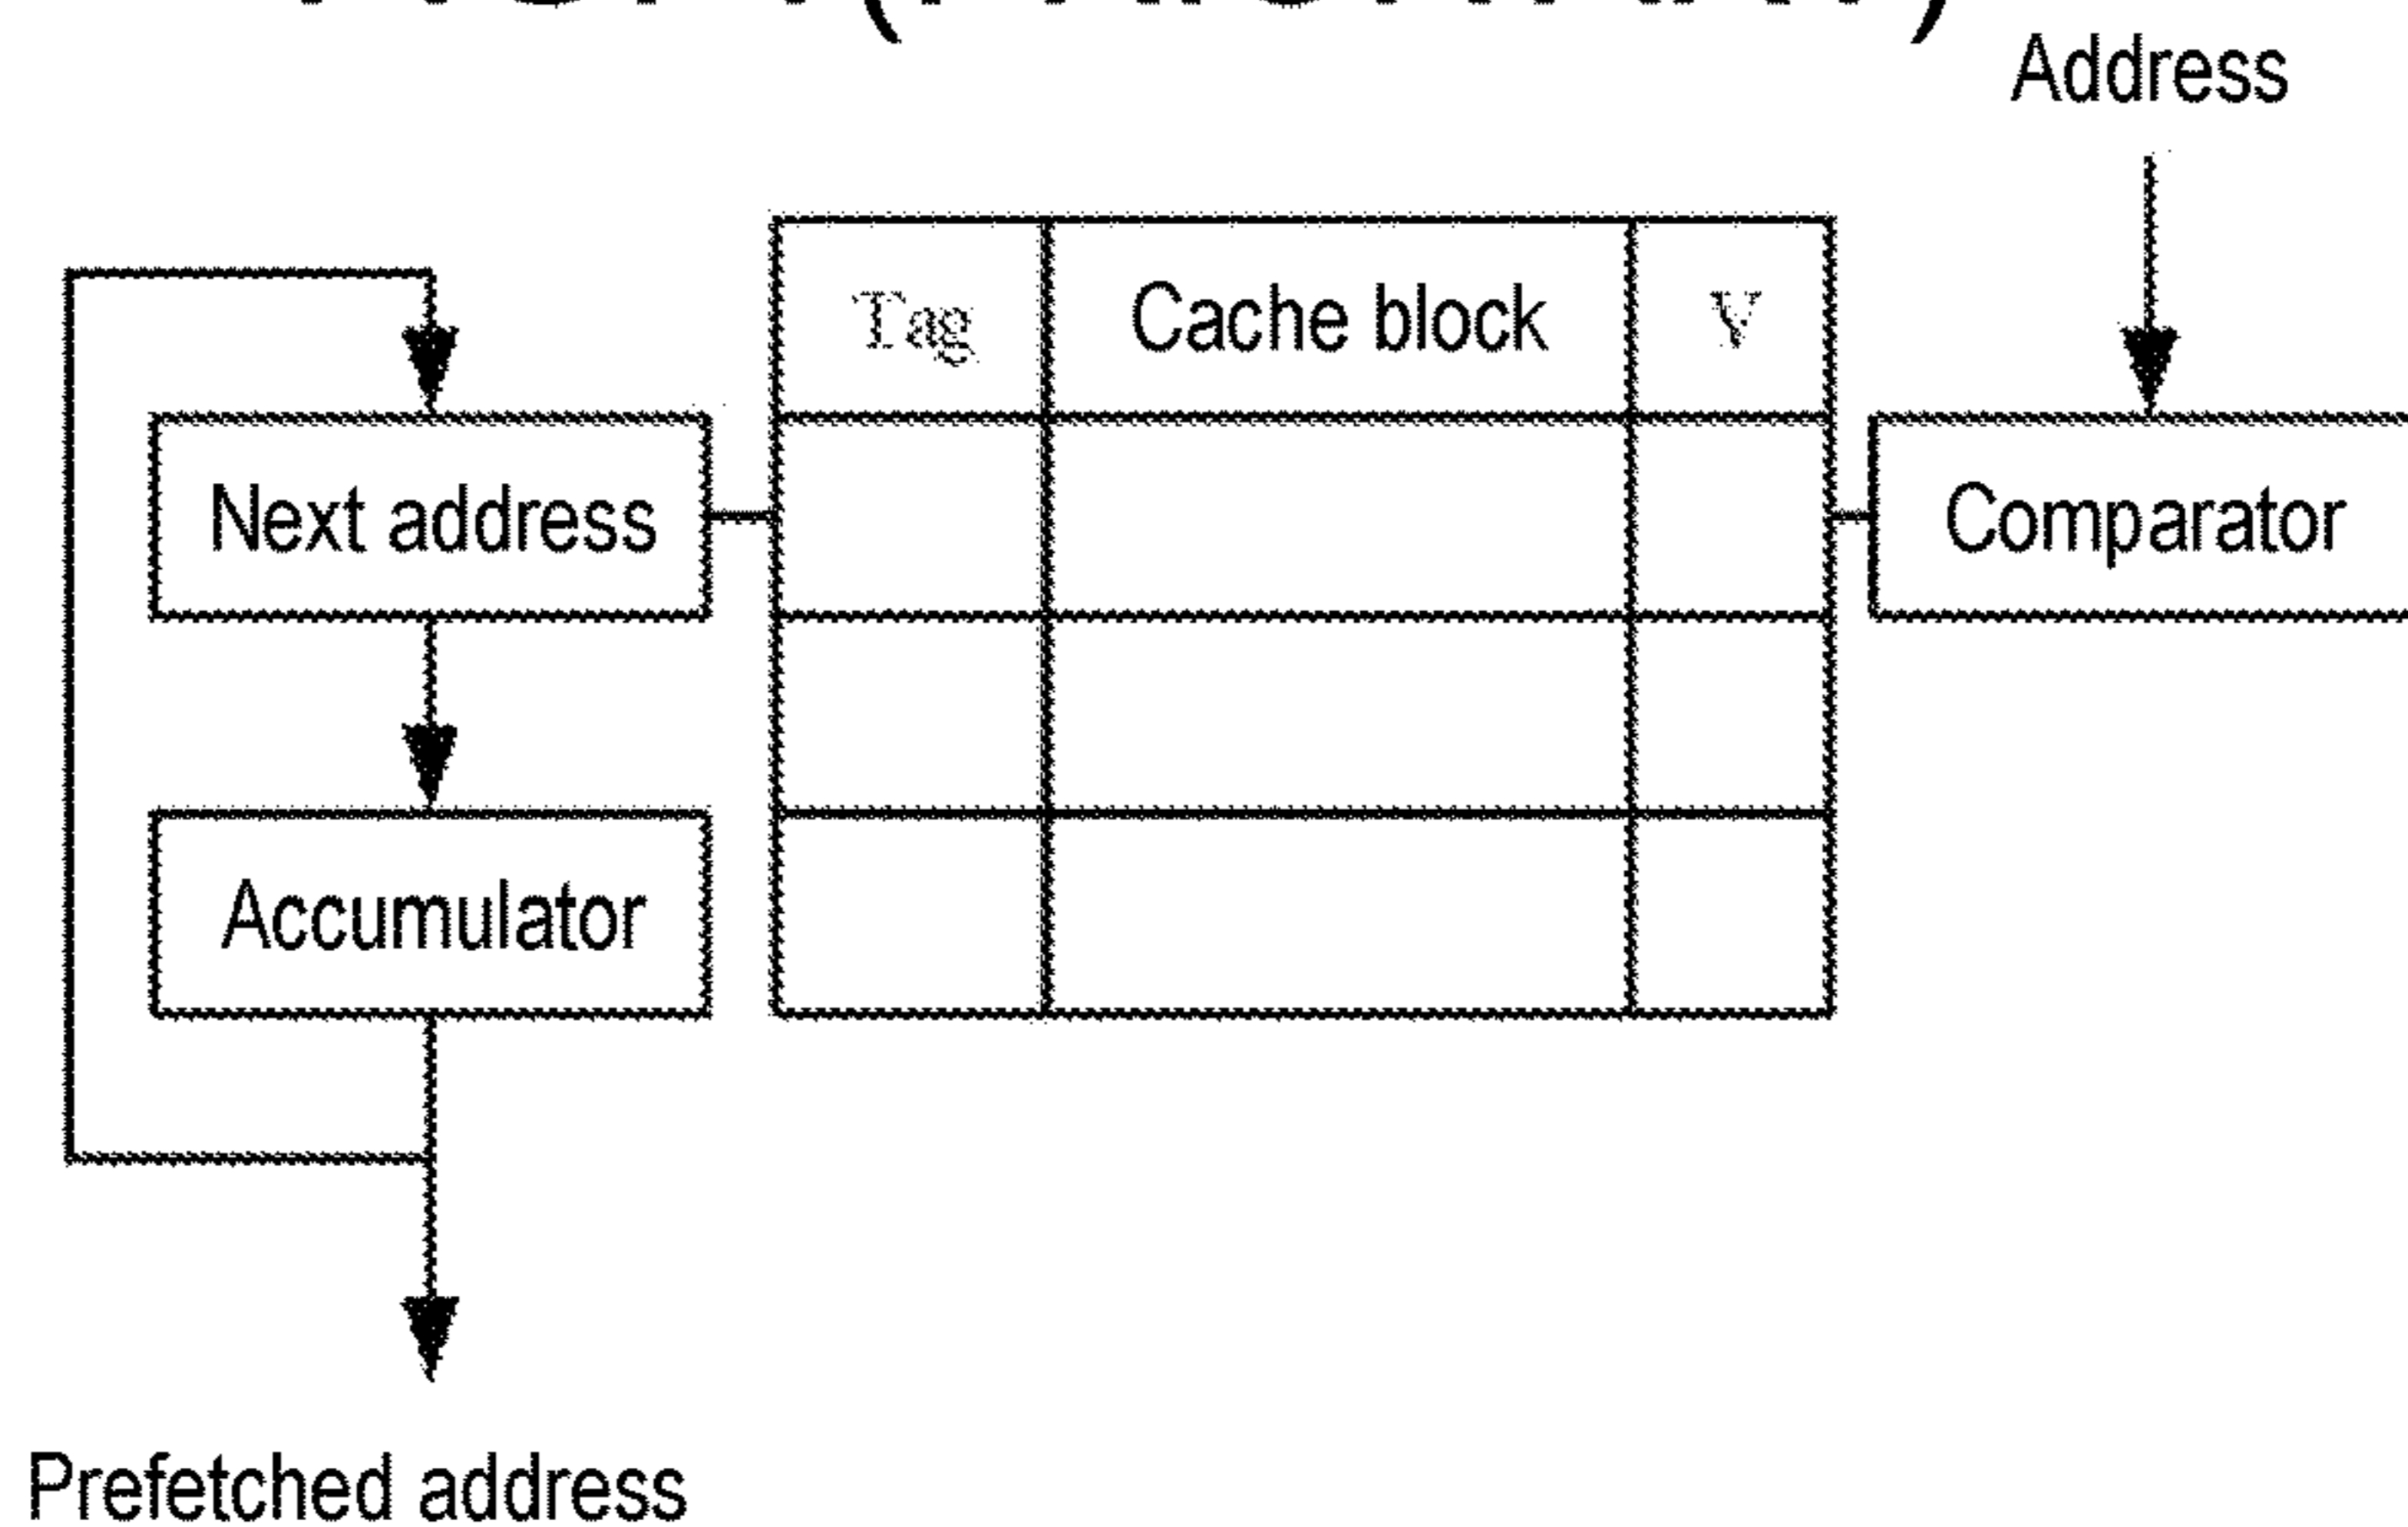 Address
Tag Cache block V
Next address
Comparator
Accumulator
Prefetched address